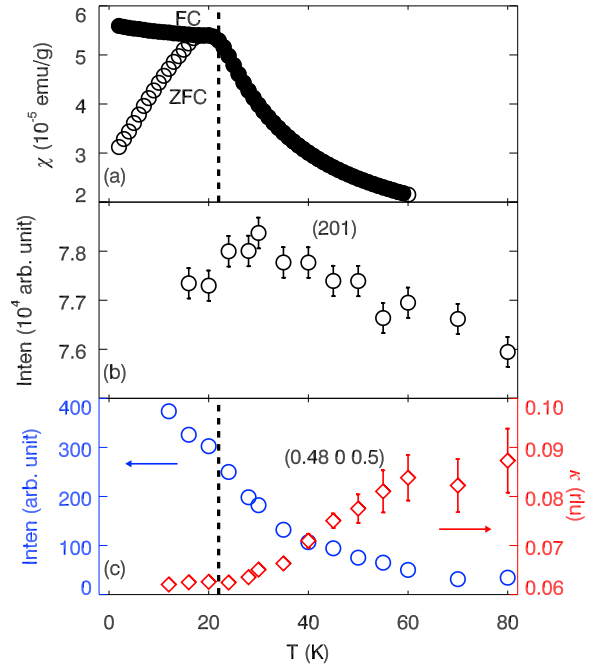 6
5
4
3
2
χ (10⁻⁵ emu/g)
FC
ZFC
(a)
7.8
7.7
7.6
Inten (10⁴ arb. unit)
(201)
(b)
400
300
200
100
0
Inten (arb. unit)
(0.48 0 0.5)
(c)
0.10
0.09
0.08
0.07
0.06
κ (rlu)
0 20 40 60 80
T (K)